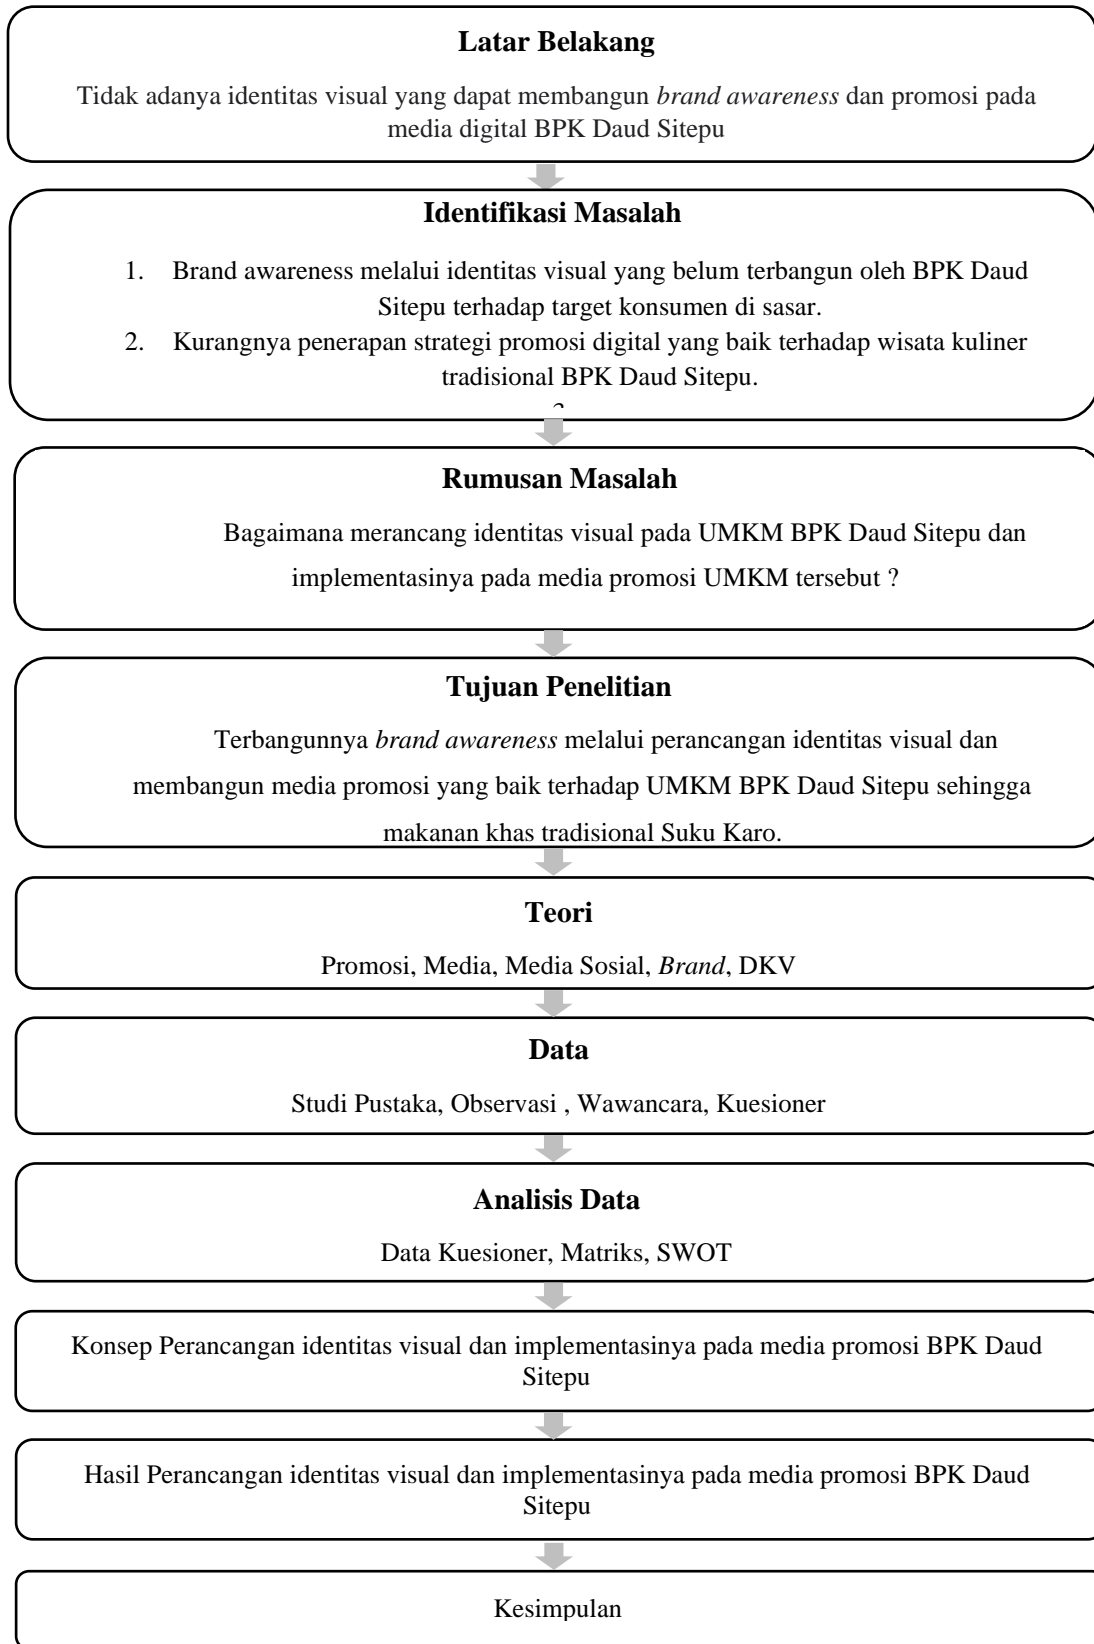 Latar Belakang
Tidak adanya identitas visual yang dapat membangun brand awareness dan promosi pada
media digital BPK Daud Sitepu
Identifikasi Masalah
1. Brand awareness melalui identitas visual yang belum terbangun oleh BPK Daud
Sitepu terhadap target konsumen di sasar.
2. Kurangnya penerapan strategi promosi digital yang baik terhadap wisata kuliner
tradisional BPK Daud Sitepu.
Rumusan Masalah
Bagaimana merancang identitas visual pada UMKM BPK Daud Sitepu dan
implementasinya pada media promosi UMKM tersebut ?
Tujuan Penelitian
Terbangunnya brand awareness melalui perancangan identitas visual dan
membangun media promosi yang baik terhadap UMKM BPK Daud Sitepu sehingga
makanan khas tradisional Suku Karo.
Teori
Promosi, Media, Media Sosial, Brand, DKV
Data
Studi Pustaka, Observasi , Wawancara, Kuesioner
Analisis Data
Data Kuesioner, Matriks, SWOT
Konsep Perancangan identitas visual dan implementasinya pada media promosi BPK Daud
Sitepu
Hasil Perancangan identitas visual dan implementasinya pada media promosi BPK Daud
Sitepu
Kesimpulan